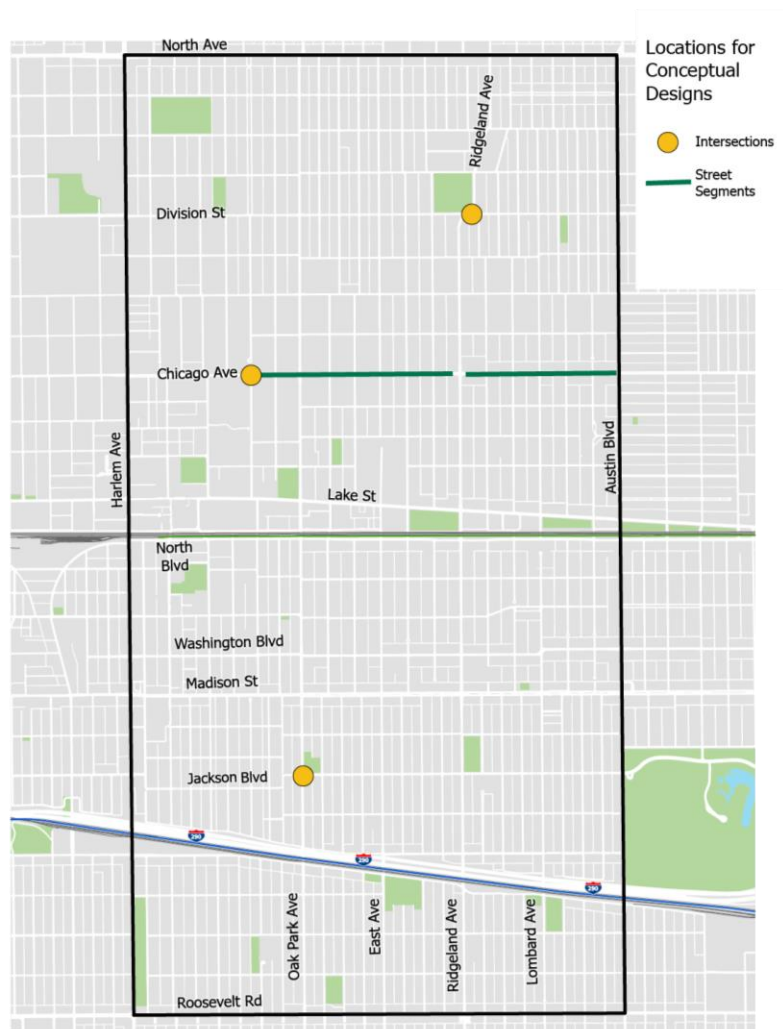 North Ave
Locations for
Conceptual
Designs
Intersections
Street
Segments
Ridgeland Ave
Division St
Chicago Ave
Harlem Ave
Austin Blvd
Lake St
North
Blvd
Washington Blvd
Madison St
Jackson Blvd
290
290
290
Oak Park Ave
East Ave
Ridgeland Ave
Lombard Ave
Roosevelt Rd